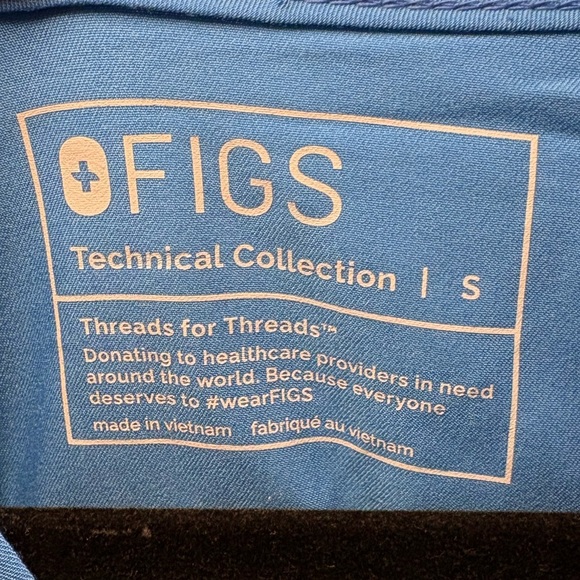 FIGS
Technical Collection | S
Threads for Threads™
Donating to healthcare providers in need
around the world. Because everyone
deserves to #wearFIGS
made in vietnam fabriqué au vietnam